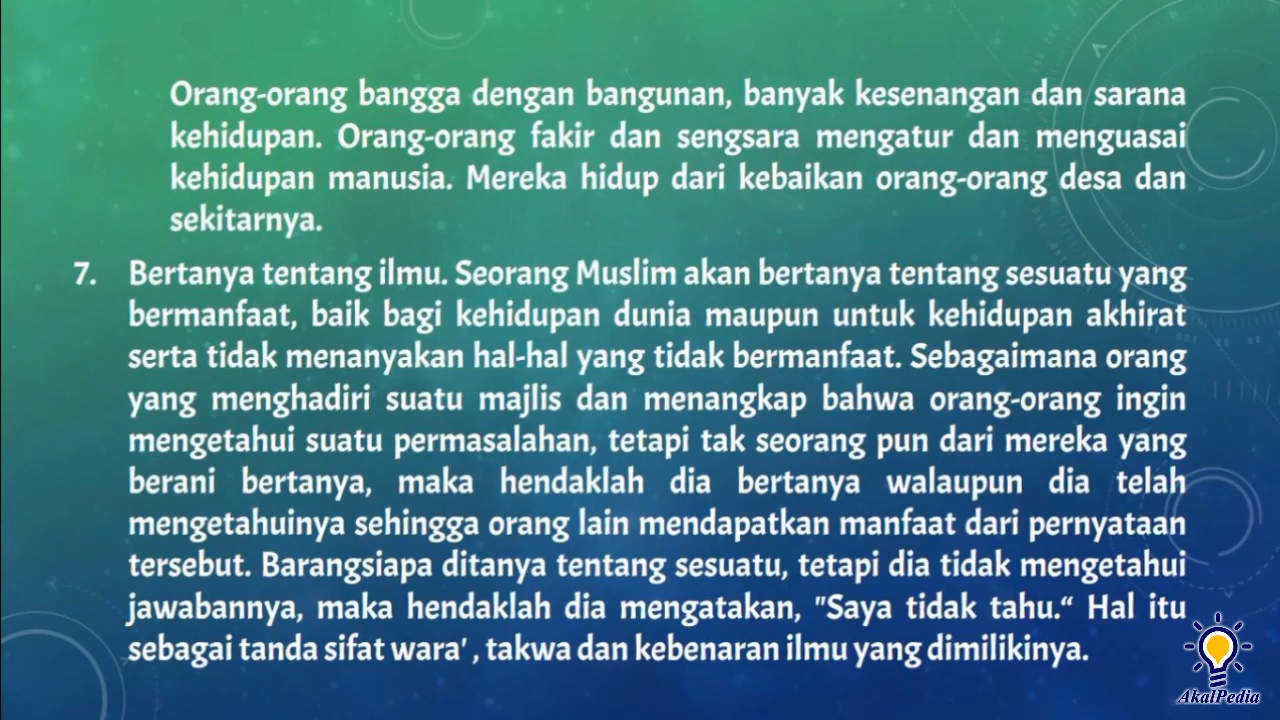 Orang-orang bangga dengan bangunan, banyak kesenangan dan sarana
kehidupan. Orang-orang fakir dan sengsara mengatur dan menguasai
kehidupan manusia. Mereka hidup dari kebaikan orang-orang desa dan
sekitarnya.
7. Bertanya tentang ilmu. Seorang Muslim akan bertanya tentang sesuatu yang
bermanfaat, baik bagi kehidupan dunia maupun untuk kehidupan akhirat
serta tidak menanyakan hal-hal yang tidak bermanfaat. Sebagaimana orang
yang menghadiri suatu majlis dan menangkap bahwa orang-orang ingin
mengetahui suatu permasalahan, tetapi tak seorang pun dari mereka yang
berani bertanya, maka hendaklah dia bertanya walaupun dia telah
mengetahuinya sehingga orang lain mendapatkan manfaat dari pernyataan
tersebut. Barangsiapa ditanya tentang sesuatu, tetapi dia tidak mengetahui
jawabannya, maka hendaklah dia mengatakan, "Saya tidak tahu.“ Hal itu
sebagai tanda sifat wara' , takwa dan kebenaran ilmu yang dimilikinya.
AkalPedia